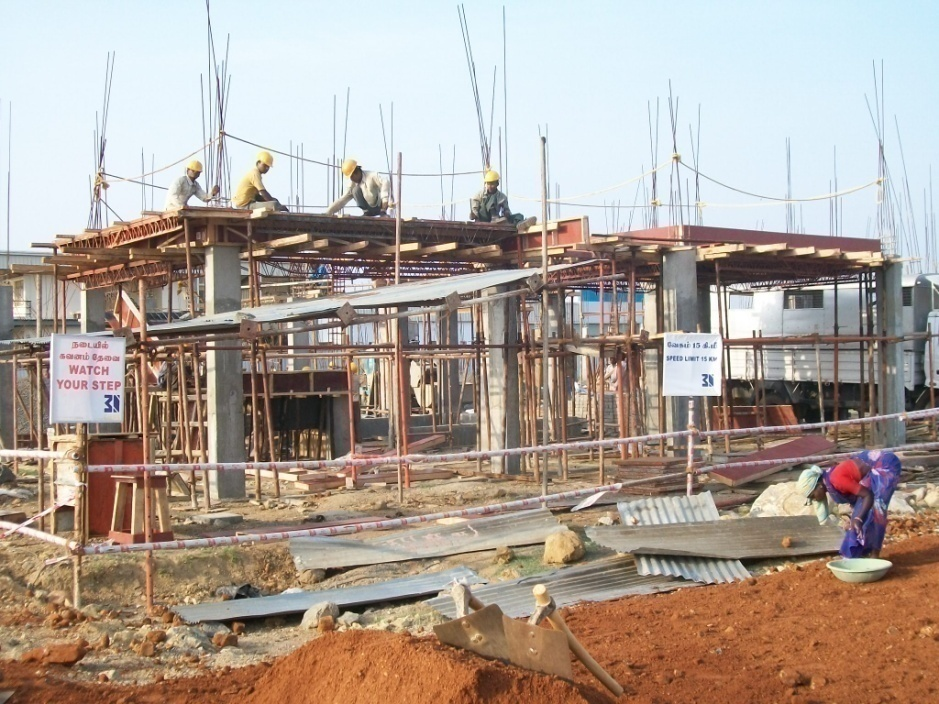 நடையில்
கவனம் தேவை
WATCH
YOUR STEP
வேகம் 15 கி.மீ
SPEED LIMIT 15 KM